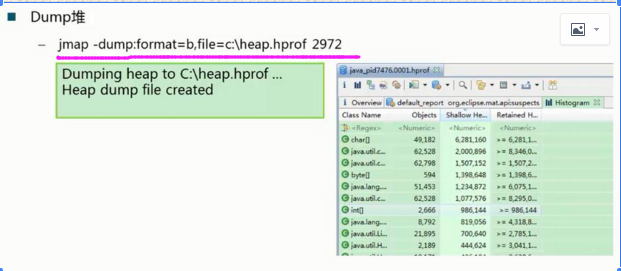 Dump堆
– jmap -dump:format=b,file=c:\heap.hprof 2972
Dumping heap to C:\heap.hprof ...
Heap dump file created
java_pid7476.0001.hprof
Overview default_report org.eclipse.mat.api:suspects Histogram
Class Name Objects Shallow He... Retained H...
<Regex> <Numeric> <Numeric> <Numeric>
char[] 49,182 6,281,160 >= 6,281,1...
java.util.c... 62,528 2,000,896 >= 8,346,0...
java.util.c... 62,798 1,507,152 >= 1,507,2...
byte[] 594 1,398,648 >= 1,398,6...
java.lang.... 51,453 1,234,872 >= 6,075,1...
java.util.c... 62,528 1,077,576 >= 8,295,0...
int[] 2,666 986,144 >= 986,144
java.lang.... 8,792 819,056 >= 4,318,8...
java.util.Li... 21,895 700,640 >= 2,785,1...
java.util.H... 2,189 444,624 >= 3,041,1...